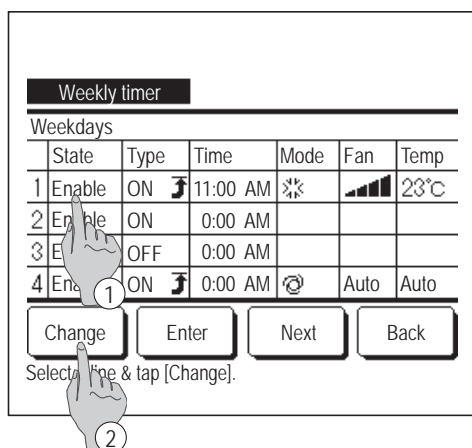 Weekly timer
Weekdays
State Type Time Mode Fan Temp
1 Enable ON 11:00 AM 23°C
2 ON 0:00 AM
3 OFF 0:00 AM
4 ON 0:00 AM Auto Auto
1
Change Enter Next Back
& tap [Change].
2